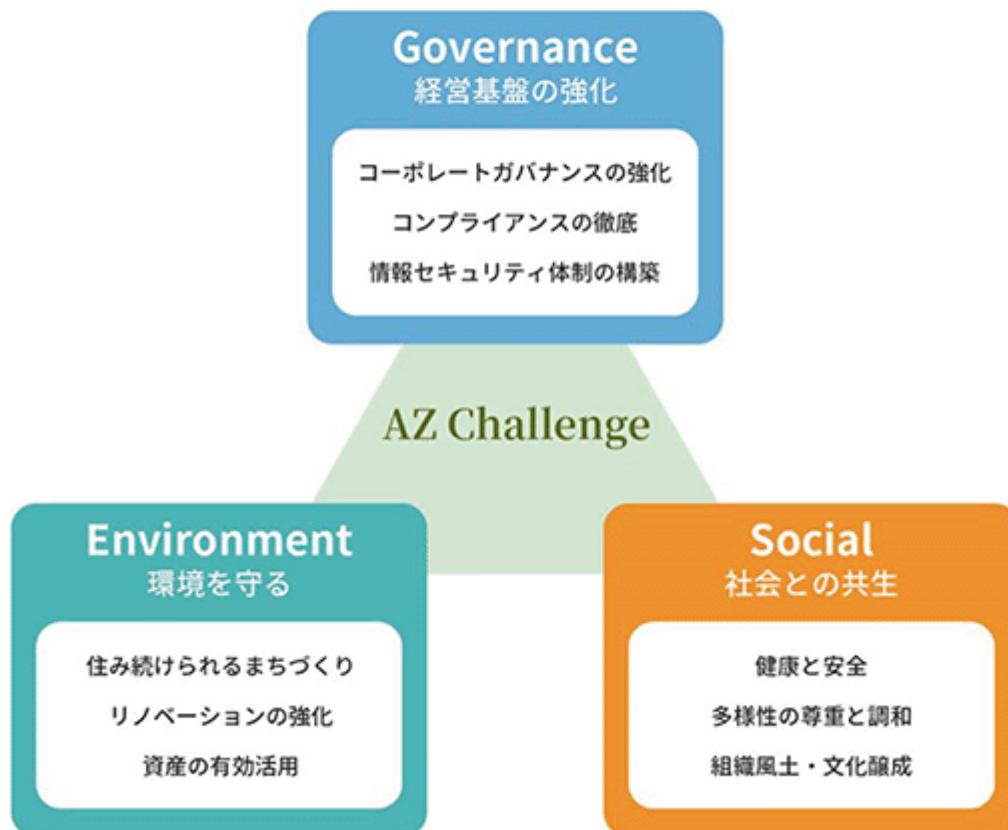 Governance
経営基盤の強化
コーポレートガバナンスの強化
コンプライアンスの徹底
情報セキュリティ体制の構築
AZ Challenge
Environment
環境を守る
住み続けられるまちづくり
リノベーションの強化
資産の有効活用
Social
社会との共生
健康と安全
多様性の尊重と調和
組織風土・文化醸成